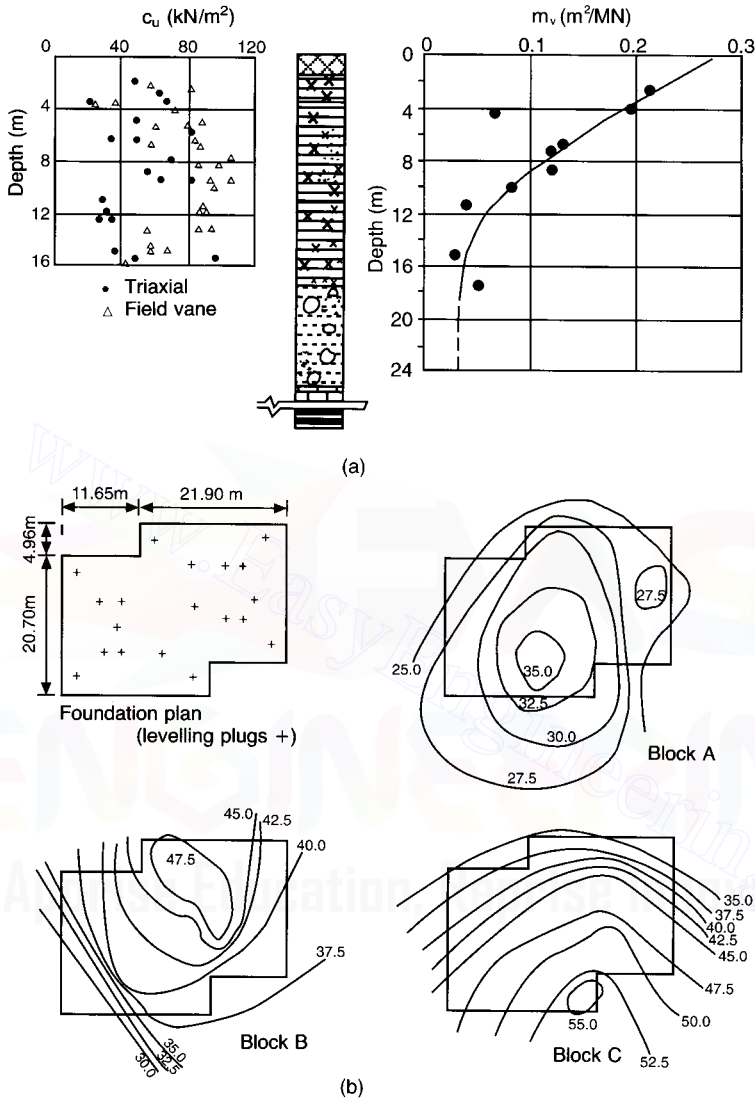 c_u (kN/m²)
0 40 80 120
0
4
8
12
16
Depth (m)
• Triaxial
△ Field vane
m_v (m²/MN)
0 0.1 0.2 0.3
0
4
8
12
16
20
24
Depth (m)
(a)
11.65m
21.90 m
4.96m
20.70m
Foundation plan
(levelling plugs +)
27.5
25.0
35.0
32.5
30.0
27.5
Block A
45.0
42.5
40.0
47.5
37.5
35.0
32.5
30.0
Block B
35.0
37.5
40.0
42.5
45.0
47.5
50.0
55.0
52.5
Block C
(b)